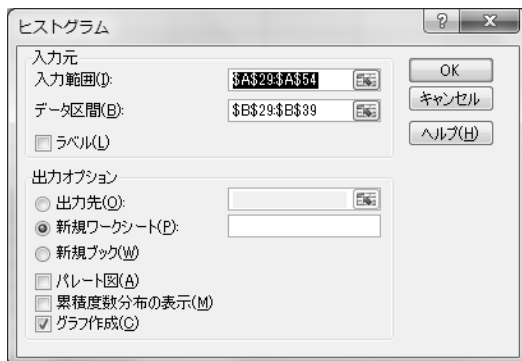 ヒストグラム
入力元
入力範囲(I): $A$29:$A$54
データ区間(B): $B$29:$B$39
ラベル(L)
出力オプション
出力先(O):
新規ワークシート(P):
新規ブック(W)
パレート図(A)
累積度数分布の表示(M)
グラフ作成(C)
OK
キャンセル
ヘルプ(H)